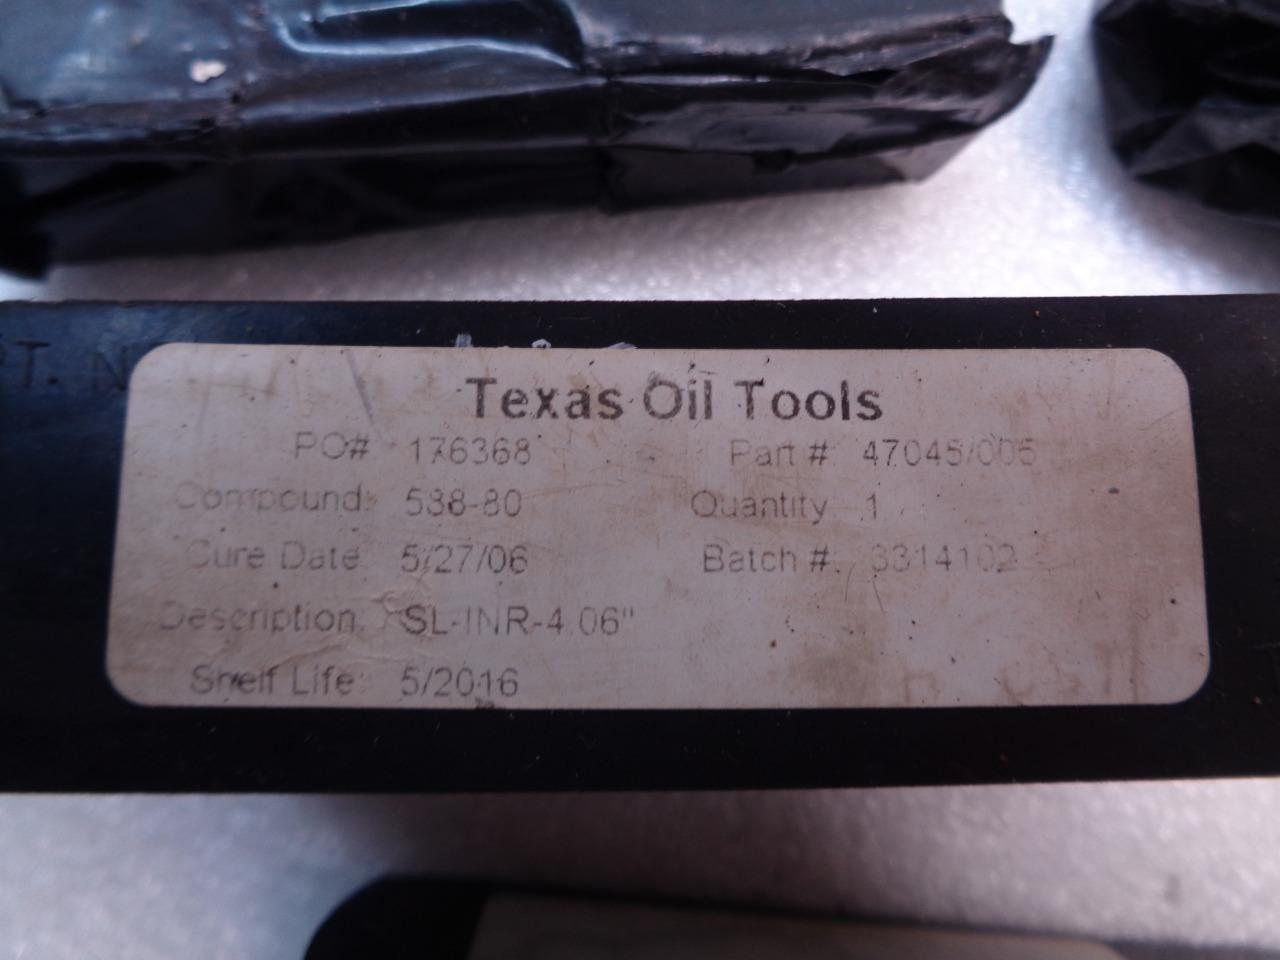 T. N
Texas Oil Tools
PO# 176368 Part # 47045/005
Compound: 588-80 Quantity 1
Cure Date: 5/27/06 Batch #: 3314102
Description: SL-INR-4.06"
Shelf Life: 5/2016